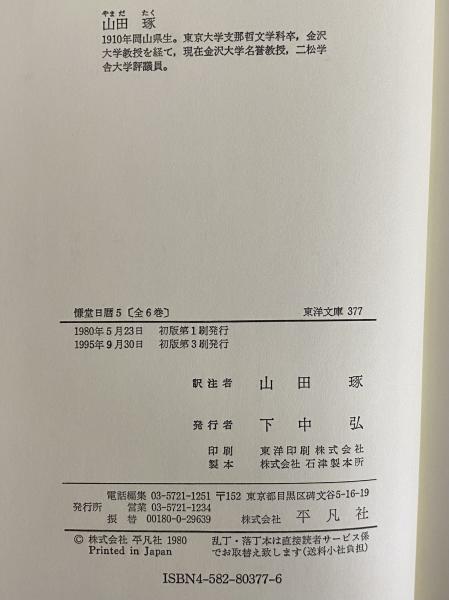 やまだ たく
山田 琢
1910年岡山県生。東京大学支那哲文学科卒，金沢
大学教授を経て，現在金沢大学名誉教授，二松学
舎大学評議員。
慊堂日暦5〔全6巻〕 東洋文庫 377
1980年5月23日 初版第1刷発行
1995年9月30日 初版第3刷発行
訳注者 山田琢
発行者 下中弘
印刷 東洋印刷株式会社
製本 株式会社石津製本所
電話編集 03-5721-1251 〒152 東京都目黒区碑文谷5-16-19
発行所 営業 03-5721-1234
振替 00180-0-29639 株式会社 平凡社
© 株式会社 平凡社 1980 乱丁・落丁本は直接読者サービス係
Printed in Japan でお取替え致します（送料小社負担）
ISBN4-582-80377-6